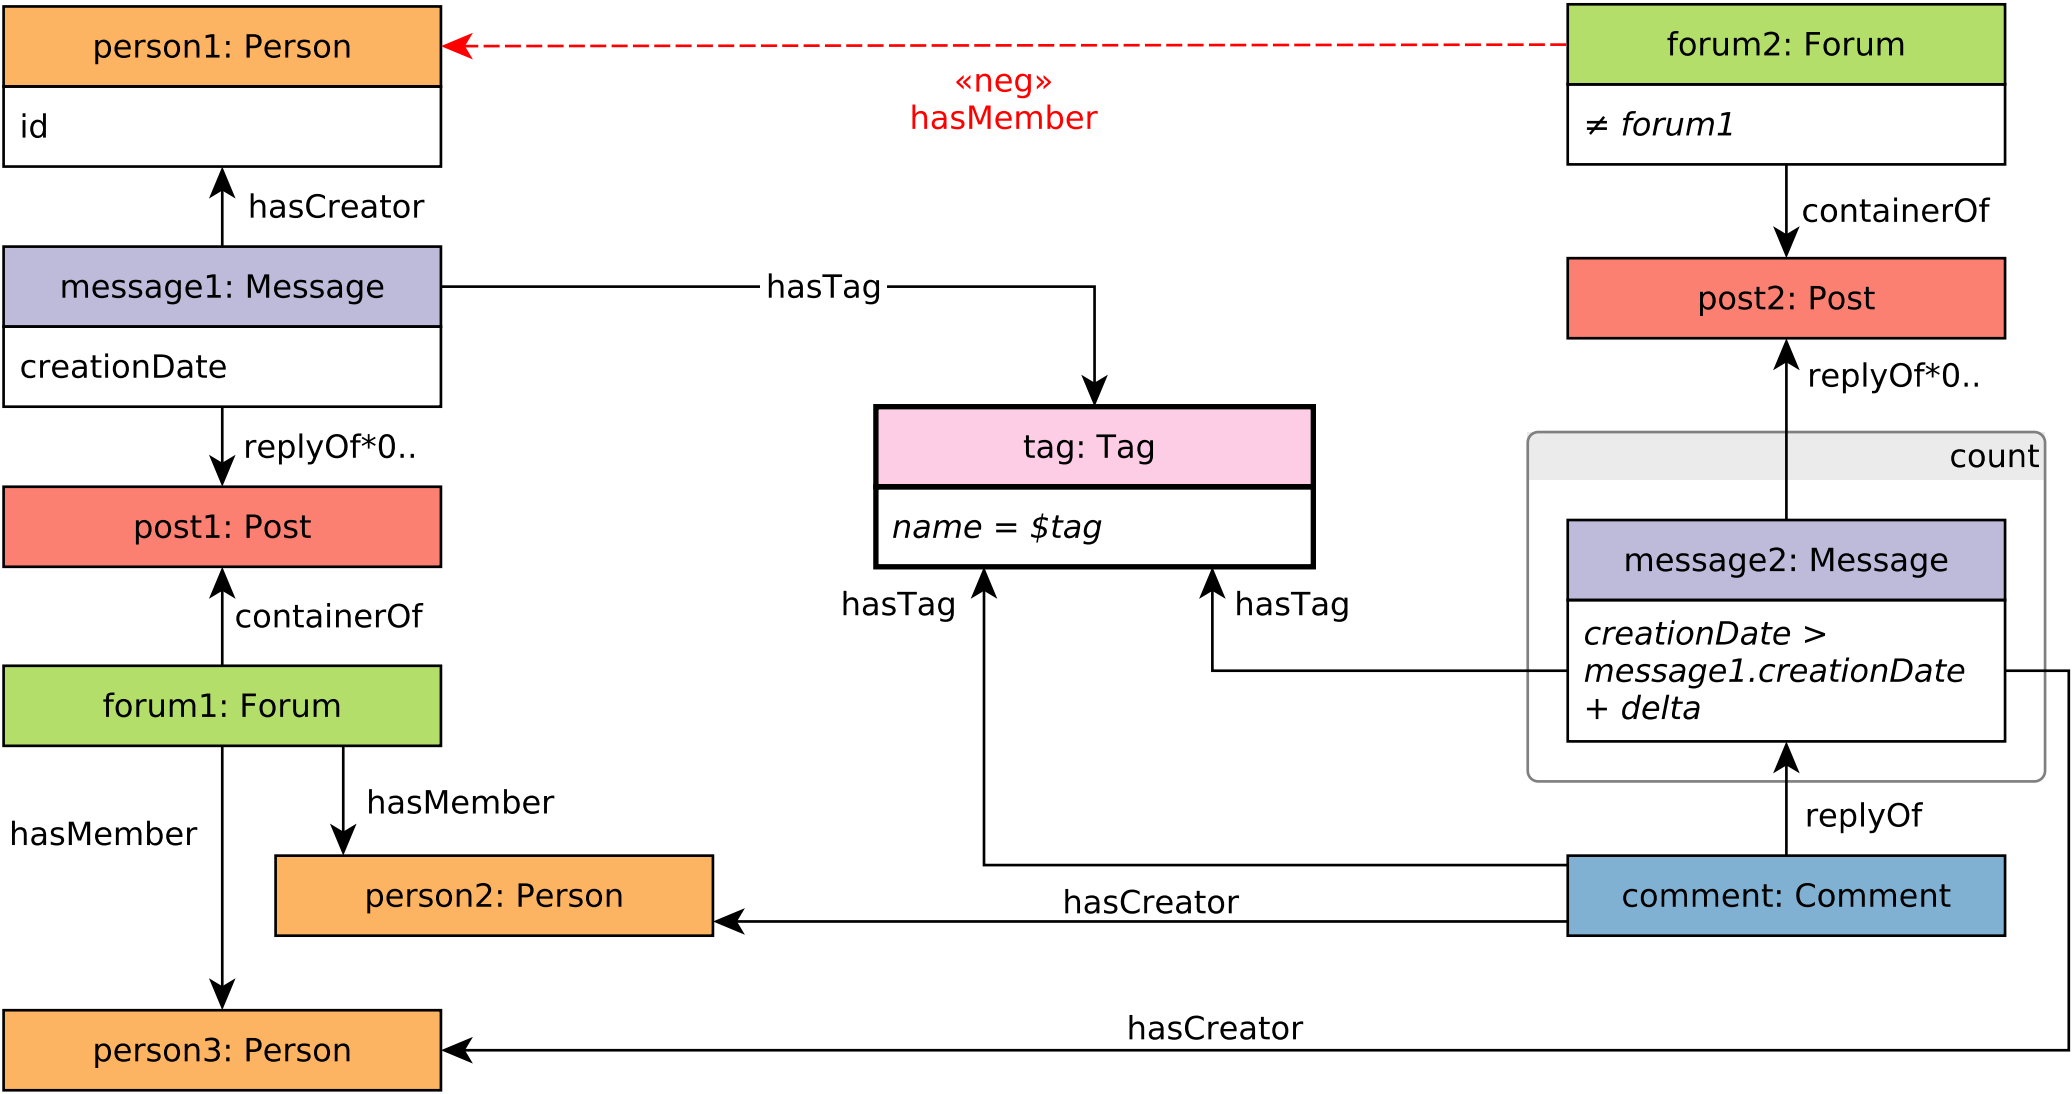 person1: Person
id
«neg»
hasMember
forum2: Forum
≠ forum1
hasCreator
containerOf
message1: Message
creationDate
hasTag
post2: Post
replyOf*0..
replyOf*0..
tag: Tag
name = $tag
count
post1: Post
message2: Message
creationDate >
message1.creationDate
+ delta
hasTag
hasTag
containerOf
forum1: Forum
hasMember
hasMember
replyOf
person2: Person
hasCreator
comment: Comment
person3: Person
hasCreator